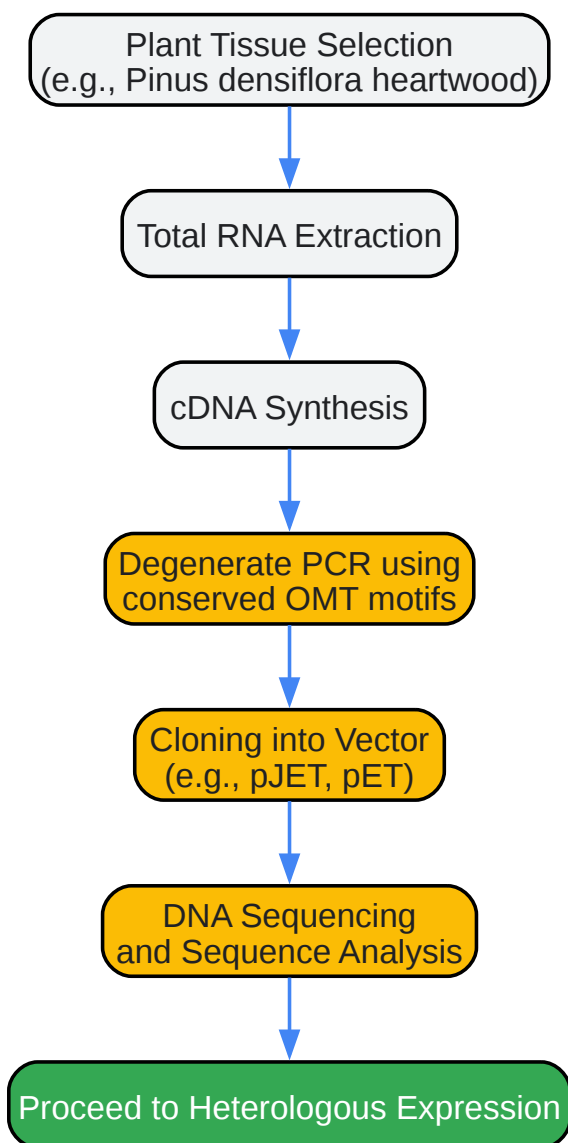 Plant Tissue Selection
(e.g., Pinus densiflora heartwood)
Total RNA Extraction
cDNA Synthesis
Degenerate PCR using
conserved OMT motifs
Cloning into Vector
(e.g., pJET, pET)
DNA Sequencing
and Sequence Analysis
Proceed to Heterologous Expression